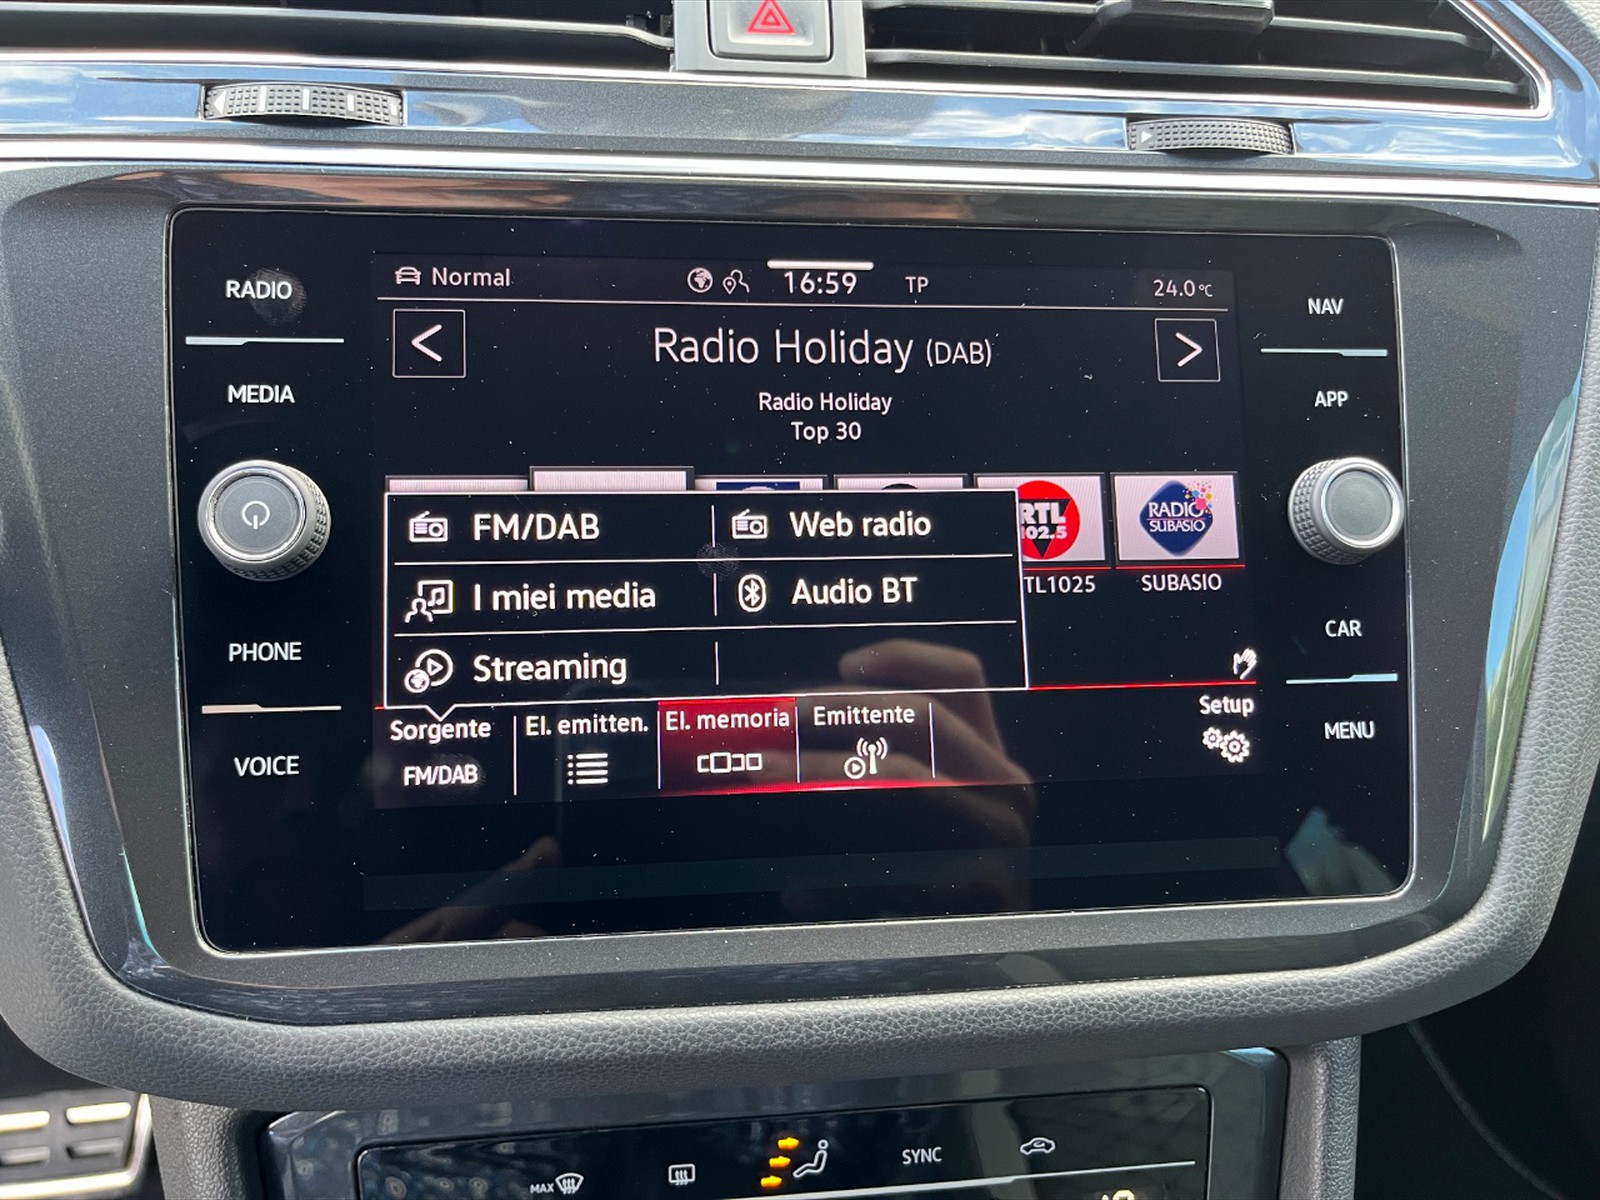 RADIO
MEDIA
PHONE
VOICE
Normal
16:59
TP
24.0°C
<
Radio Holiday (DAB)
>
Radio Holiday
Top 30
FM/DAB
Web radio
I miei media
Audio BT
Streaming
RTL
102.5
TL1025
RADIO
SUBASIO
SUBASIO
Sorgente
FM/DAB
El. emitten.
El. memoria
Emittente
Setup
NAV
APP
CAR
MENU
MAX
SYNC